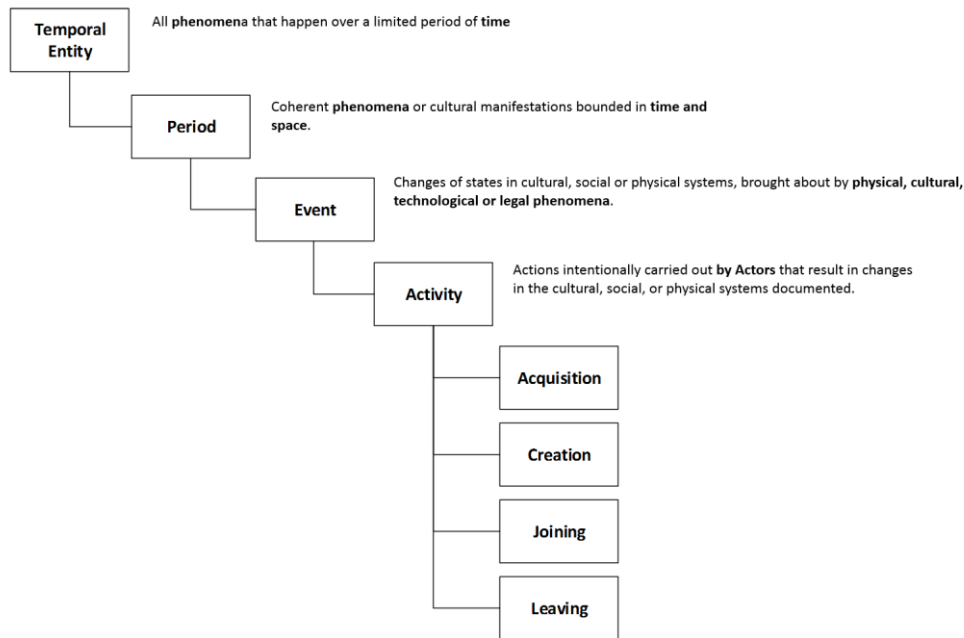 Temporal
Entity
All phenomena that happen over a limited period of time
Period
Coherent phenomena or cultural manifestations bounded in time and
space.
Event
Changes of states in cultural, social or physical systems, brought about by physical, cultural,
technological or legal phenomena.
Activity
Actions intentionally carried out by Actors that result in changes
in the cultural, social, or physical systems documented.
Acquisition
Creation
Joining
Leaving